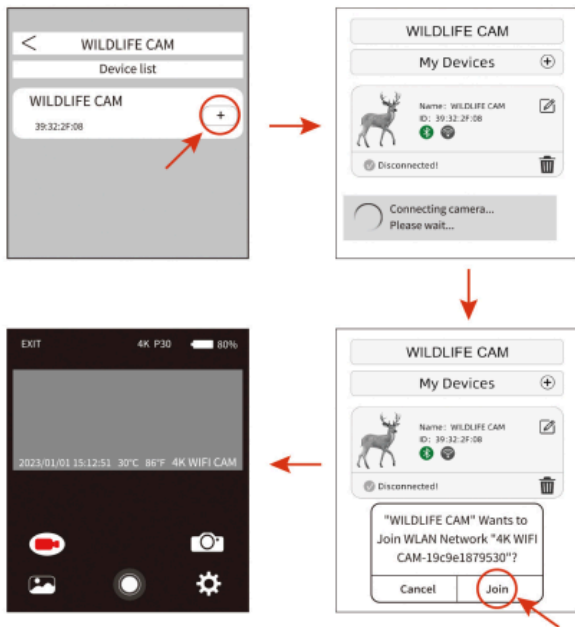 WILDLIFE CAM
Device list
WILDLIFE CAM
39:32:2F:08
+
WILDLIFE CAM
My Devices
Name: WILDLIFE CAM
ID: 39:32:2F:08
Disconnected!
Connecting camera...
Please wait...
WILDLIFE CAM
My Devices
Name: WILDLIFE CAM
ID: 39:32:2F:08
Disconnected!
"WILDLIFE CAM" Wants to
Join WLAN Network "4K WIFI
CAM-19c9e1879530"?
Cancel Join
EXIT 4K P30 80%
2023/01/01 15:12:51 30°C 86°F 4K WIFI CAM